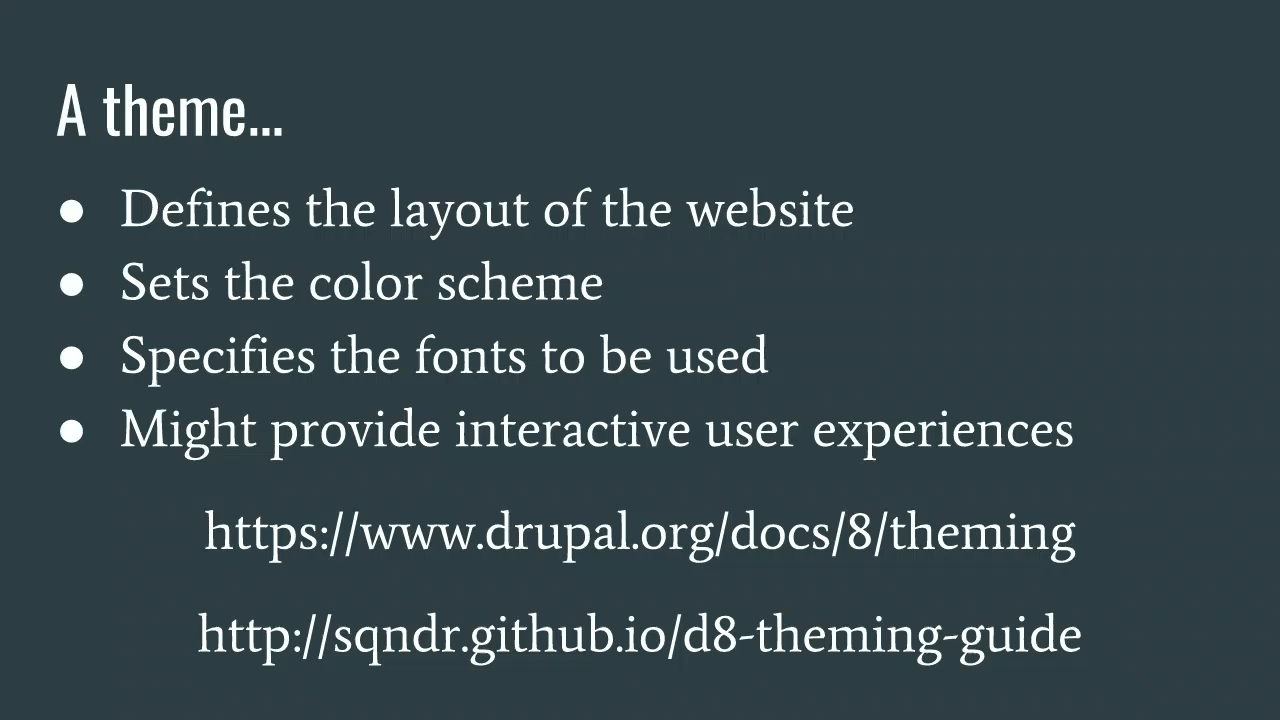 A theme...
● Defines the layout of the website
● Sets the color scheme
● Specifies the fonts to be used
● Might provide interactive user experiences
https://www.drupal.org/docs/8/theming
http://sqndr.github.io/d8-theming-guide